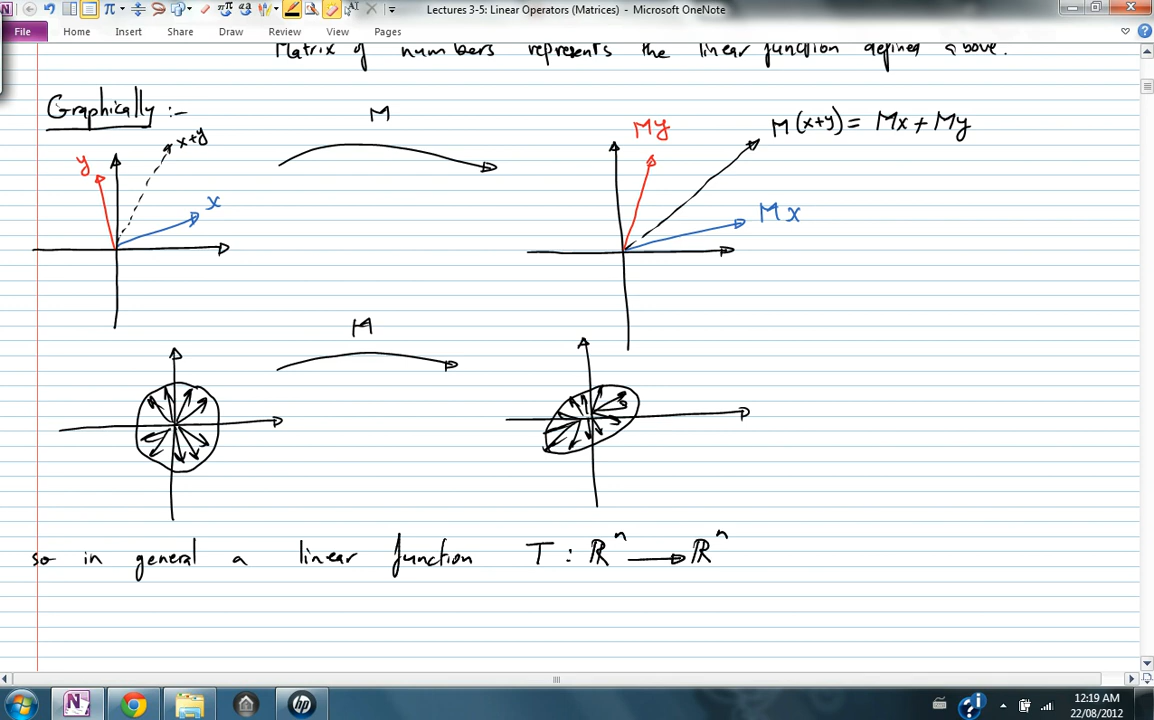 Lectures 3-5: Linear Operators (Matrices) - Microsoft OneNote
File Home Insert Share Draw Review View Pages
Matrix of numbers represents the linear function defined above.
Graphically :-
M
y
x+y
x
My
M(x+y) = Mx + My
Mx
M
so in general a linear function T : ℝⁿ ⟶ ℝⁿ
12:19 AM
22/08/2012